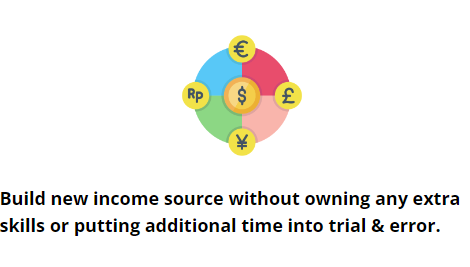 €
Rp $ £
¥
Build new income source without owning any extra
skills or putting additional time into trial & error.